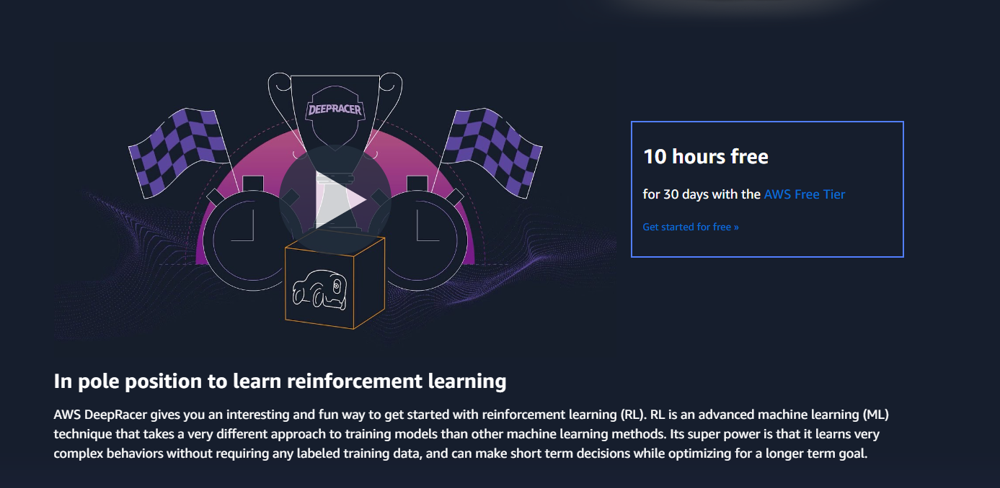 DEEPRACER
10 hours free
for 30 days with the AWS Free Tier
Get started for free »
In pole position to learn reinforcement learning
AWS DeepRacer gives you an interesting and fun way to get started with reinforcement learning (RL). RL is an advanced machine learning (ML)
technique that takes a very different approach to training models than other machine learning methods. Its super power is that it learns very
complex behaviors without requiring any labeled training data, and can make short term decisions while optimizing for a longer term goal.